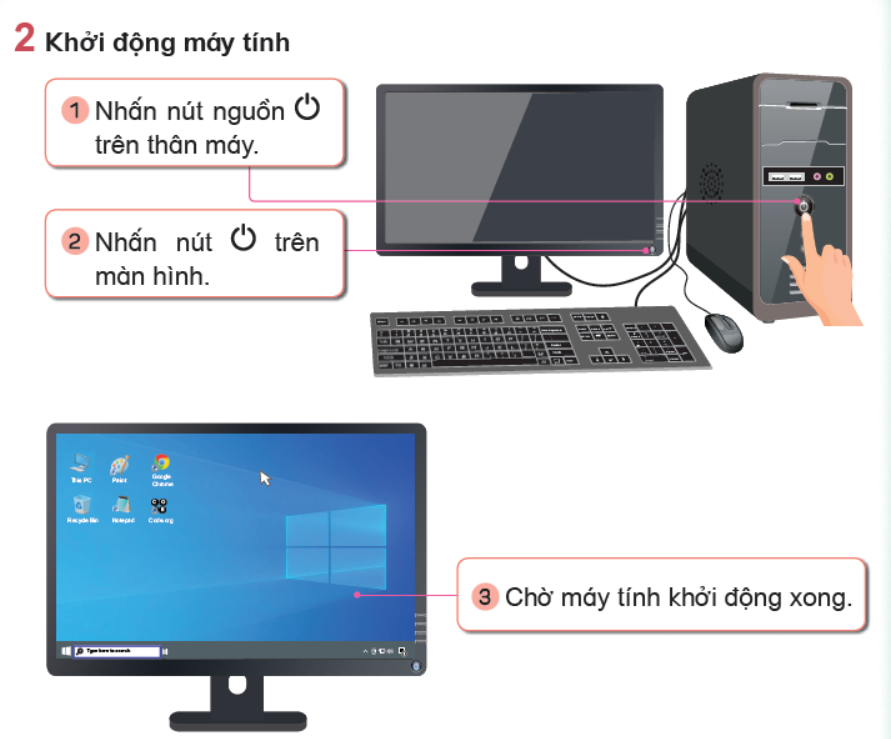 2 Khởi động máy tính
1 Nhấn nút nguồn
trên thân máy.
2 Nhấn nút trên
màn hình.
This PC
Paint
Google
Chrome
Recycle Bin
Notepad
Code.org
Type here to search
3 Chờ máy tính khởi động xong.